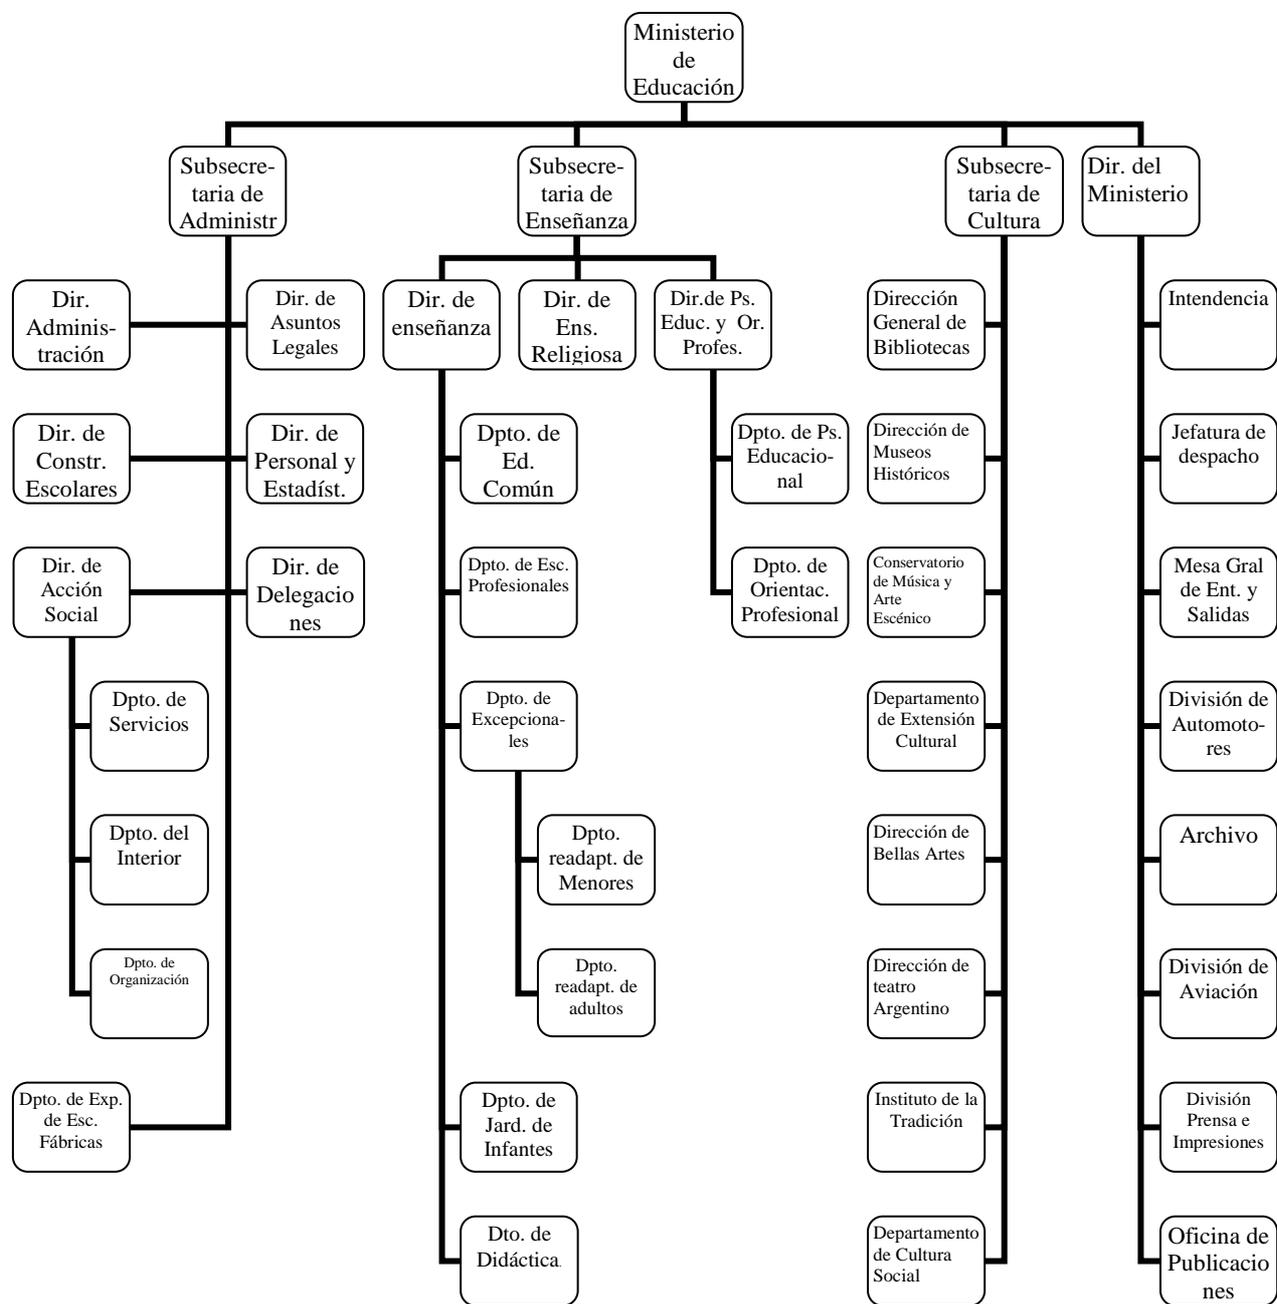 Ministerio
de
Educación
Subsecre-
taria de
Administr
Subsecre-
taria de
Enseñanza
Subsecre-
taria de
Cultura
Dir. del
Ministerio
Dir.
Adminis-
tración
Dir. de
Asuntos
Legales
Dir. de
enseñanza
Dir. de
Ens.
Religiosa
Dir.de Ps.
Educ. y Or.
Profes.
Dirección
General de
Bibliotecas
Intendencia
Dir. de
Constr.
Escolares
Dir. de
Personal y
Estadíst.
Dpto. de
Ed.
Común
Dpto. de Ps.
Educacio-
nal
Dirección de
Museos
Históricos
Jefatura de
despacho
Dir. de
Acción
Social
Dir. de
Delegacio
nes
Dpto. de Esc.
Profesionales
Dpto. de
Orientac.
Profesional
Conservatorio
de Música y
Arte
Escénico
Mesa Gral
de Ent. y
Salidas
Dpto. de
Servicios
Dpto. de
Excepciona-
les
Departamento
de Extensión
Cultural
División de
Automoto-
res
Dpto. del
Interior
Dpto.
readapt. de
Menores
Dirección de
Bellas Artes
Archivo
Dpto. de
Organización
Dpto.
readapt. de
adultos
Dirección de
teatro
Argentino
División de
Aviación
Dpto. de Exp.
de Esc.
Fábricas
Dpto. de
Jard. de
Infantes
Instituto de la
Tradición
División
Prensa e
Impresiones
Dto. de
Didáctica.
Departamento
de Cultura
Social
Oficina de
Publicacio
nes